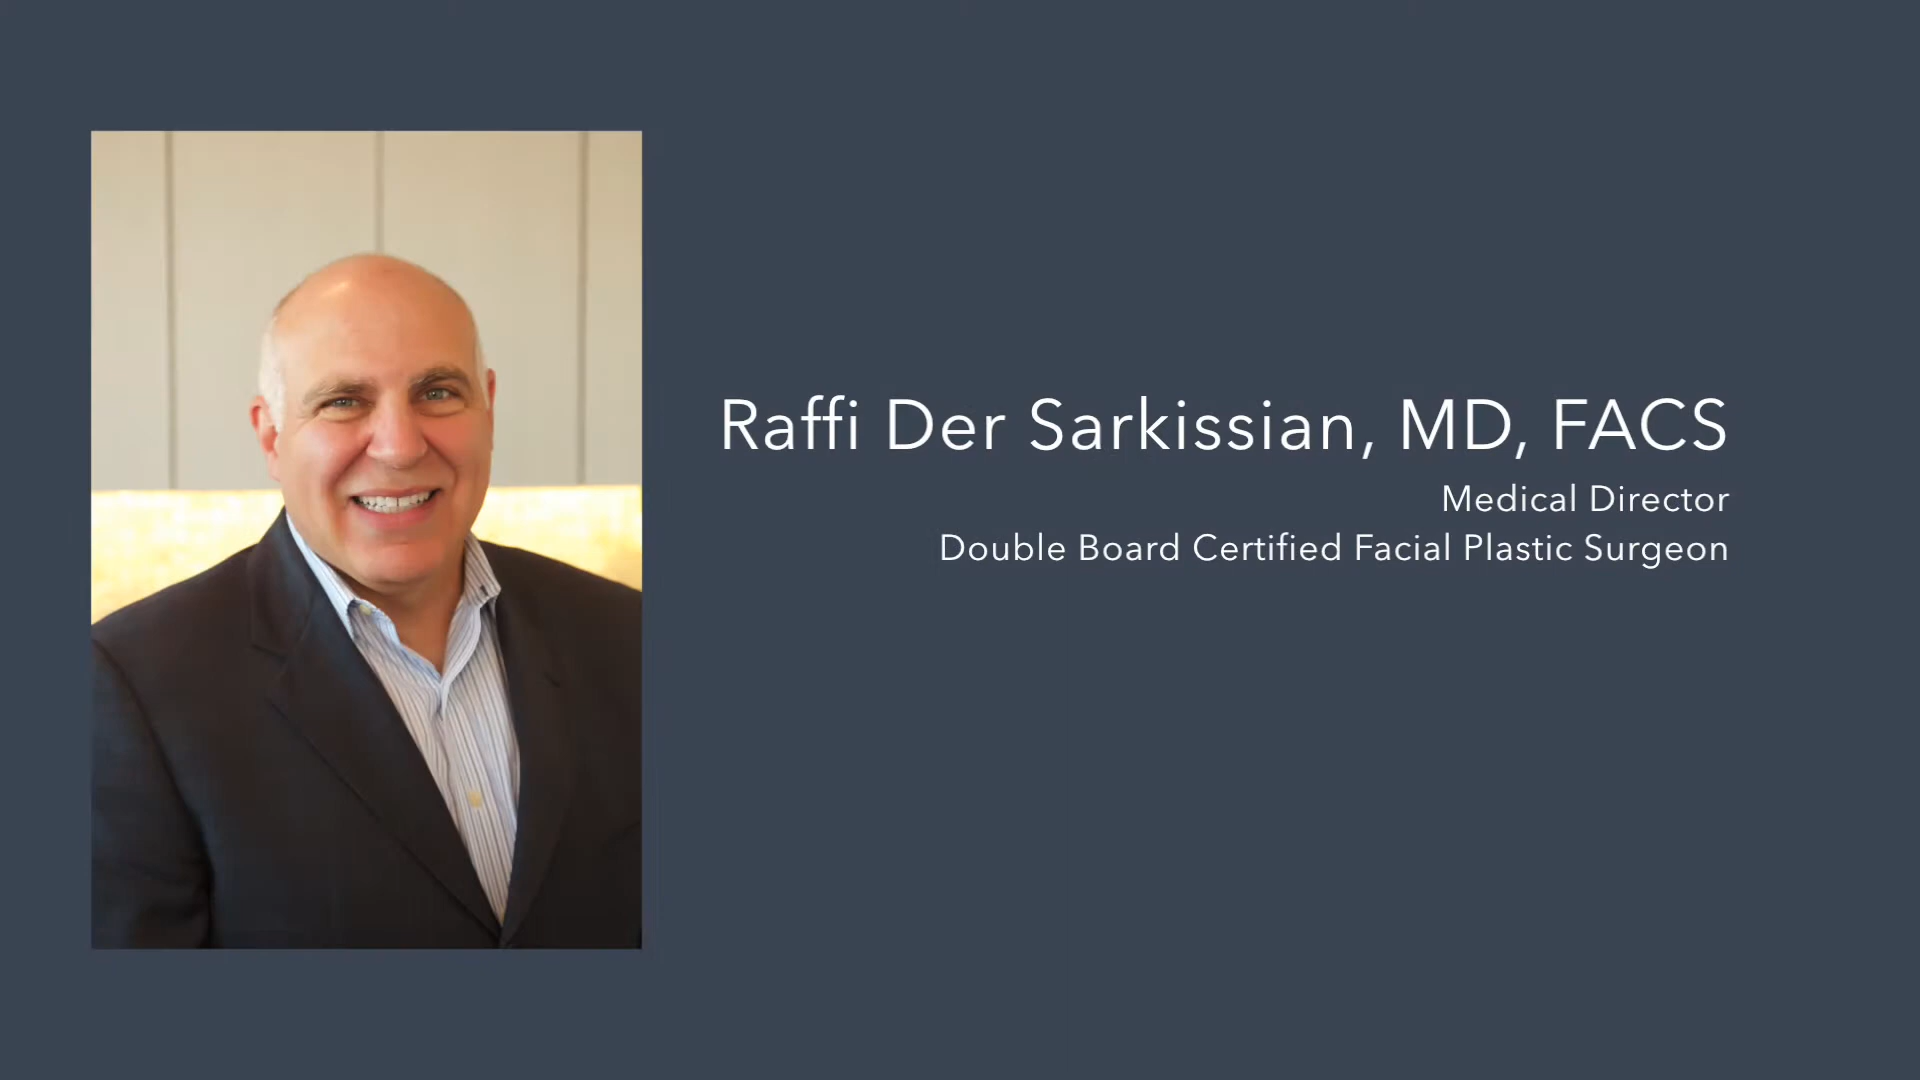 Raffi Der Sarkissian, MD, FACS
Medical Director
Double Board Certified Facial Plastic Surgeon